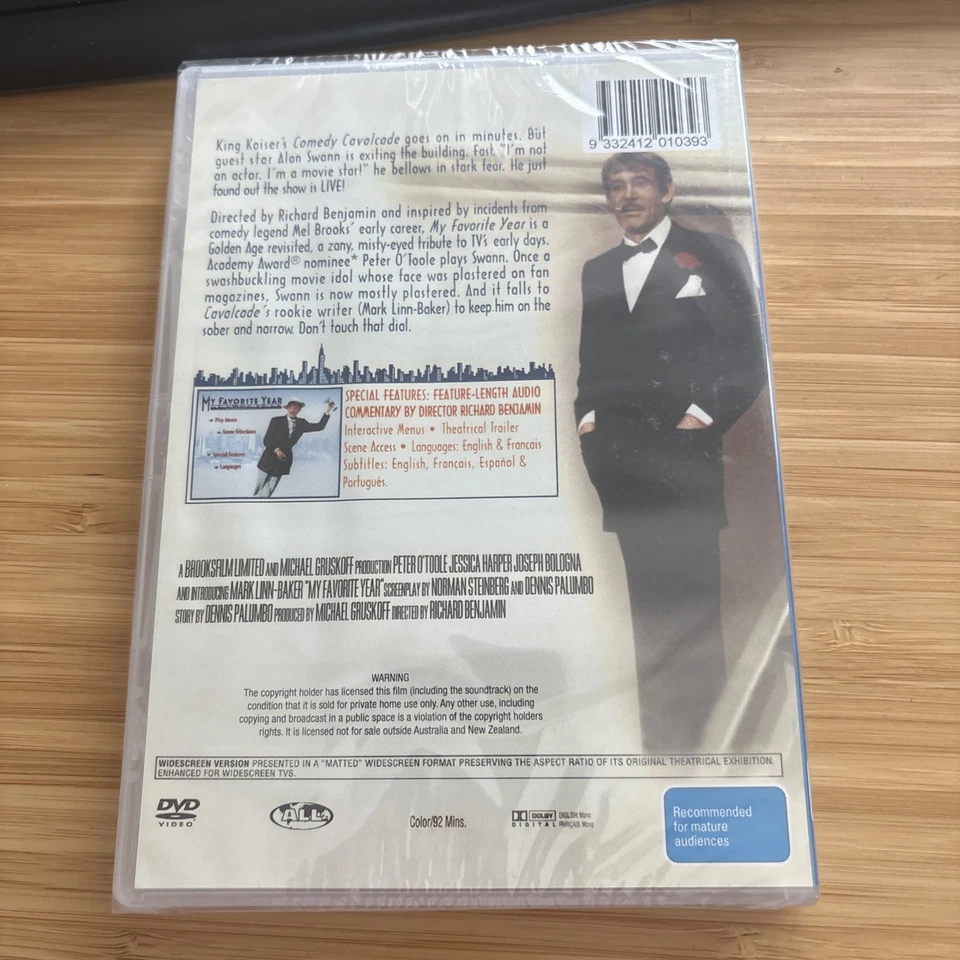 9 332412 010393
King Kaiser's Comedy Cavalcade goes on in minutes. But
guest star Alan Swann is exiting the building. Fast. "I'm not
an actor. I'm a movie star!" he bellows in stark fear. He just
found out the show is LIVE!
Directed by Richard Benjamin and inspired by incidents from
comedy legend Mel Brooks' early career, My Favorite Year is a
Golden Age revisited, a zany, misty-eyed tribute to TV's early days.
Academy Award® nominee* Peter O'Toole plays Swann. Once a
swashbuckling movie idol whose face was plastered on fan
magazines, Swann is now mostly plastered. And it falls to
Cavalcade's rookie writer (Mark Linn-Baker) to keep him on the
sober and narrow. Don't touch that dial.
MY FAVORITE YEAR
Play Movie
Scene Selections
Special Features
Languages
SPECIAL FEATURES: FEATURE-LENGTH AUDIO
COMMENTARY BY DIRECTOR RICHARD BENJAMIN
Interactive Menus • Theatrical Trailer
Scene Access • Languages: English & Français
Subtitles: English, Français, Español &
Português.
A BROOKSFILM LIMITED AND MICHAEL GRUSKOFF PRODUCTION PETER O'TOOLE JESSICA HARPER JOSEPH BOLOGNA
AND INTRODUCING MARK LINN-BAKER "MY FAVORITE YEAR" SCREENPLAY BY NORMAN STEINBERG AND DENNIS PALUMBO
STORY BY DENNIS PALUMBO PRODUCED BY MICHAEL GRUSKOFF DIRECTED BY RICHARD BENJAMIN
WARNING
The copyright holder has licensed this film (including the soundtrack) on the
condition that it is sold for private home use only. Any other use, including
copying and broadcast in a public space is a violation of the copyright holders
rights. It is licensed not for sale outside Australia and New Zealand.
WIDESCREEN VERSION PRESENTED IN A "MATTED" WIDESCREEN FORMAT PRESERVING THE ASPECT RATIO OF ITS ORIGINAL THEATRICAL EXHIBITION.
ENHANCED FOR WIDESCREEN TVS.
DVD
VIDEO
ALL
Color/92 Mins.
DOLBY
DIGITAL
ENGLISH: Mono
FRANÇAIS: Mono
Recommended
for mature
audiences